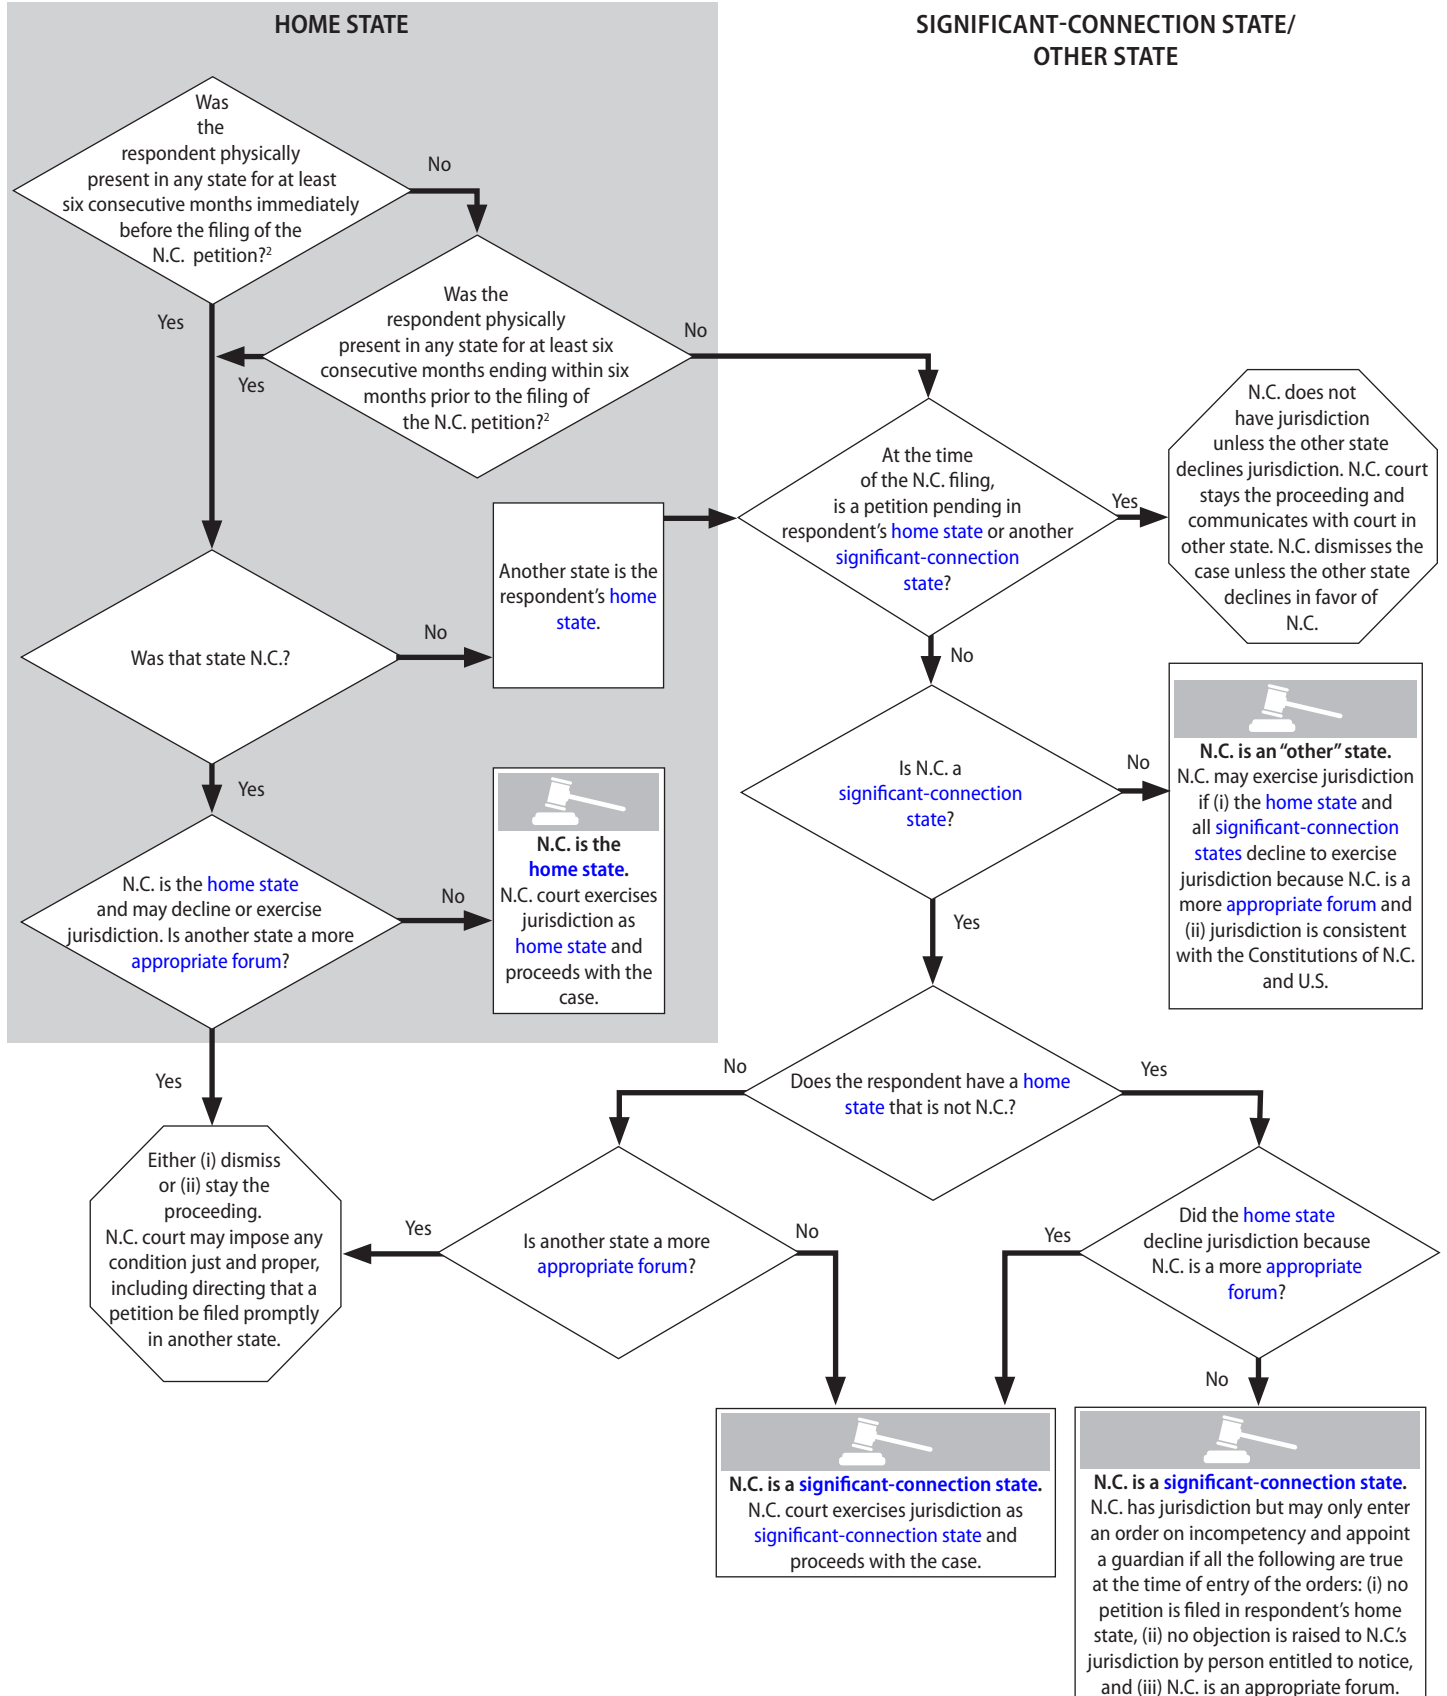 HOME STATE
SIGNIFICANT-CONNECTION STATE/
OTHER STATE
Was
the
respondent physically
present in any state for at least
six consecutive months immediately
before the filing of the
N.C. petition?2
No
Yes
Was the
respondent physically
present in any state for at least six
consecutive months ending within six
months prior to the filing of
the N.C. petition?2
Yes
No
At the time
of the N.C. filing,
is a petition pending in
respondent's home state or another
significant-connection
state?
Yes
N.C. does not
have jurisdiction
unless the other state
declines jurisdiction. N.C. court
stays the proceeding and
communicates with court in
other state. N.C. dismisses the
case unless the other state
declines in favor of
N.C.
Another state is the
respondent's home
state.
Was that state N.C.?
No
Yes
No
Is N.C. a
significant-connection
state?
No
N.C. is an “other” state.
N.C. may exercise jurisdiction
if (i) the home state and
all significant-connection
states decline to exercise
jurisdiction because N.C. is a
more appropriate forum and
(ii) jurisdiction is consistent
with the Constitutions of N.C.
and U.S.
N.C. is the home state
and may decline or exercise
jurisdiction. Is another state a more
appropriate forum?
No
N.C. is the
home state.
N.C. court exercises
jurisdiction as
home state and
proceeds with the
case.
Yes
Yes
Does the respondent have a home
state that is not N.C.?
No
Yes
Either (i) dismiss
or (ii) stay the
proceeding.
N.C. court may impose any
condition just and proper,
including directing that a
petition be filed promptly
in another state.
Yes
Is another state a more
appropriate forum?
No
Yes
Did the home state
decline jurisdiction because
N.C. is a more appropriate
forum?
No
N.C. is a significant-connection state.
N.C. court exercises jurisdiction as
significant-connection state and
proceeds with the case.
N.C. is a significant-connection state.
N.C. has jurisdiction but may only enter
an order on incompetency and appoint
a guardian if all the following are true
at the time of entry of the orders: (i) no
petition is filed in respondent's home
state, (ii) no objection is raised to N.C.'s
jurisdiction by person entitled to notice,
and (iii) N.C. is an appropriate forum.